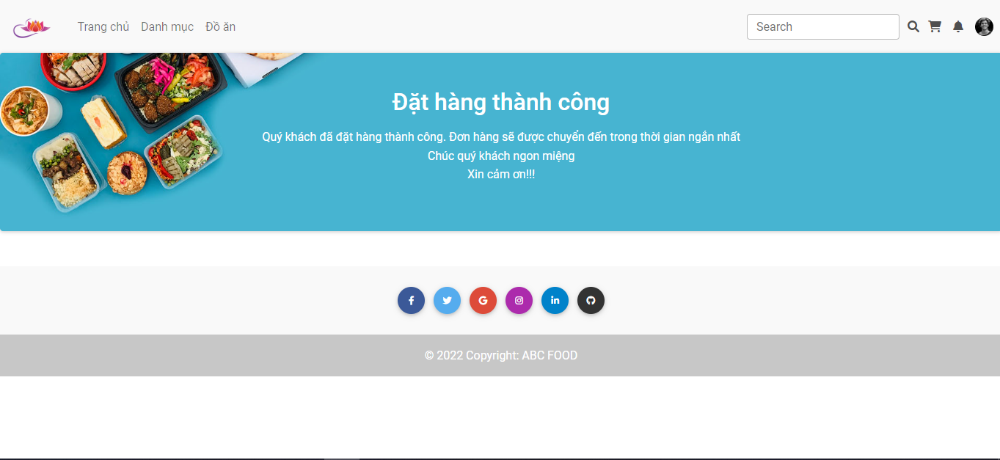 Trang chủ Danh mục Đồ ăn Search
Đặt hàng thành công
Quý khách đã đặt hàng thành công. Đơn hàng sẽ được chuyển đến trong thời gian ngắn nhất
Chúc quý khách ngon miệng
Xin cảm ơn!!!
© 2022 Copyright: ABC FOOD